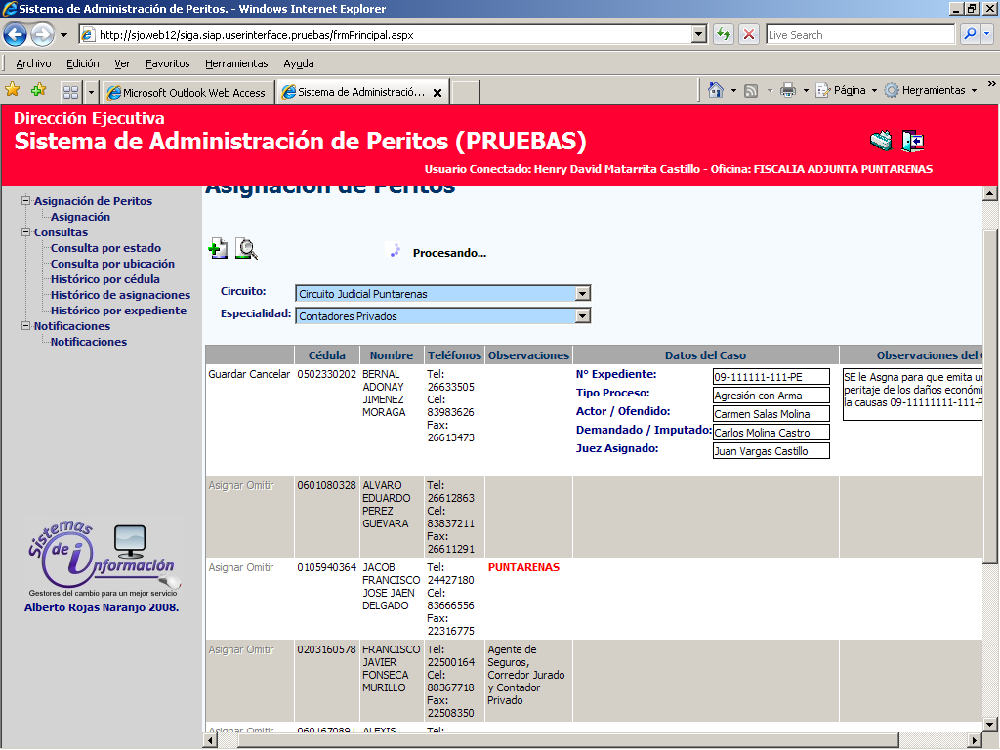 Sistema de Administración de Peritos. - Windows Internet Explorer
http://sjoweb12/siga.siap.userinterface.pruebas/frmPrincipal.aspx
Live Search
Archivo Edición Ver Favoritos Herramientas Ayuda
Microsoft Outlook Web Access
Sistema de Administració...
Página
Herramientas
Dirección Ejecutiva
Sistema de Administración de Peritos (PRUEBAS)
Usuario Conectado: Henry David Matarrita Castillo - Oficina: FISCALIA ADJUNTA PUNTARENAS
Asignación de Peritos
Asignación
Consultas
Consulta por estado
Consulta por ubicación
Histórico por cédula
Histórico de asignaciones
Histórico por expediente
Notificaciones
Notificaciones
Sistemas
de i
nformación
Gestores del cambio para un mejor servicio
Alberto Rojas Naranjo 2008.
Asignación de Peritos
Procesando...
Circuito: Circuito Judicial Puntarenas
Especialidad: Contadores Privados
Cédula Nombre Teléfonos Observaciones Datos del Caso Observaciones del
Guardar Cancelar 0502330202
BERNAL
ADONAY
JIMENEZ
MORAGA
Tel:
26633505
Cel:
83983626
Fax:
26613473
N° Expediente: 09-111111-111-PE
Tipo Proceso: Agresión con Arma
Actor / Ofendido: Carmen Salas Molina
Demandado / Imputado: Carlos Molina Castro
Juez Asignado: Juan Vargas Castillo
SE le Asgna para que emita un
peritaje de los daños económi
la causas 09-11111111-111-P
Asignar Omitir 0601080328
ALVARO
EDUARDO
PEREZ
GUEVARA
Tel:
26612863
Cel:
83837211
Fax:
26611291
Asignar Omitir 0105940364
JACOB
FRANCISCO
JOSE JAEN
DELGADO
Tel:
24427180
Cel:
83666556
Fax:
22316775
PUNTARENAS
Asignar Omitir 0203160578
FRANCISCO
JAVIER
FONSECA
MURILLO
Tel:
22500164
Cel:
88367718
Fax:
22508350
Agente de
Seguros,
Corredor Jurado
y Contador
Privado
Asignar Omitir 0601670891 ALEXIS Tel: